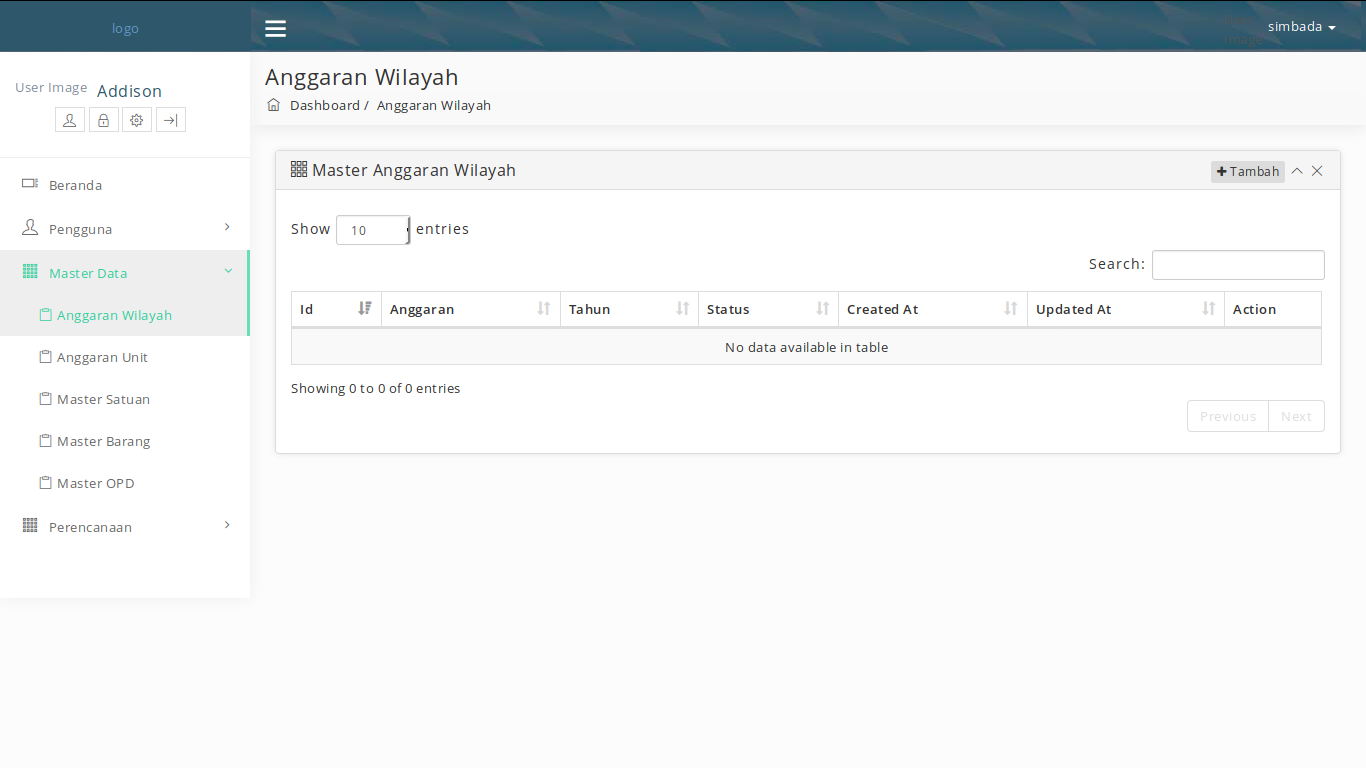 logo
simbada
User Image Addison
Beranda
Pengguna
Master Data
Anggaran Wilayah
Anggaran Unit
Master Satuan
Master Barang
Master OPD
Perencanaan
Anggaran Wilayah
Dashboard / Anggaran Wilayah
Master Anggaran Wilayah
Tambah
Show 10 entries
Search:
Id Anggaran Tahun Status Created At Updated At Action
No data available in table
Showing 0 to 0 of 0 entries
Previous Next